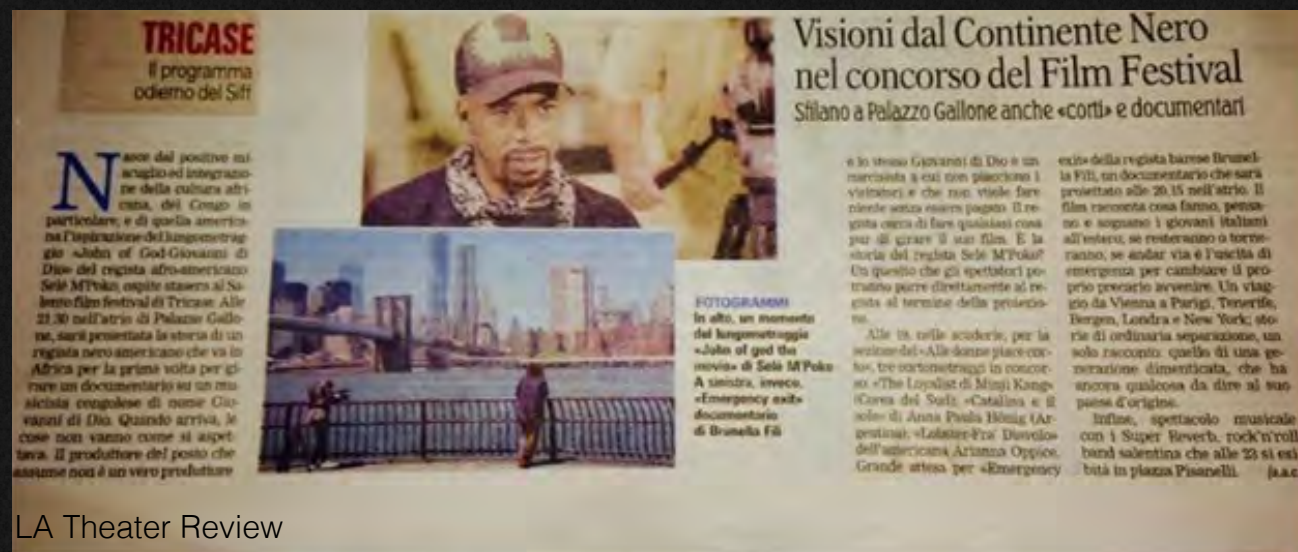 TRICASE
Il programma
odierno del Siff
Visioni dal Continente Nero
nel concorso del Film Festival
Sfilano a Palazzo Gallone anche «corti» e documentari
Nasce dal positivo mi-
scuglio ed integrazio-
ne della cultura afri-
cana, del Congo in
particolare, e di quella america-
na l'ispirazione del lungometrag-
gio «John of God-Giovanni di
Dio» del regista afro-americano
Selè M'Poko, ospite stasera al Sa-
lento film festival di Tricase. Alle
21.30 nell'atrio di Palazzo Gallo-
ne, sarà proiettata la storia di un
regista nero americano che va in
Africa per la prima volta per gi-
rare un documentario su un mu-
sicista congolese di nome Gio-
vanni di Dio. Quando arriva, le
cose non vanno come si aspet-
tava. Il produttore del posto che
assume non è un vero produttore
FOTOGRAMMI
In alto, un momento
del lungometraggio
«John of god the
movie» di Selè M'Poko
A sinistra, invece,
«Emergency exit»
documentario
di Brunella Fili
e lo stesso Giovanni di Dio è un
narcisista a cui non piacciono i
visitatori e che non vuole fare
niente senza essere pagato. Il re-
gista cerca di fare qualsiasi cosa
pur di girare il suo film. È la
storia del regista Selè M'Poko?
Un quesito che gli spettatori po-
tranno porre direttamente al re-
gista al termine della proiezio-
ne.
Alle 19, nelle scuderie, per la
sezione del «Alle donne piace cor-
to», tre cortometraggi in concor-
so: «The Loyalist di Minji Kang»
(Corea del Sud), «Catalina e il
sole» di Anna Paula Hönig (Ar-
gentina), «Lobster-Fra' Diavolo»
dell'americana Arianna Oppice.
Grande attesa per «Emergency
exit» della regista barese Brunel-
la Fili, un documentario che sarà
proiettato alle 20.15 nell'atrio. Il
film racconta cosa fanno, pensa-
no e sognano i giovani italiani
all'estero, se resteranno o torne-
ranno, se andar via è l'uscita di
emergenza per cambiare il pro-
prio precario avvenire. Un viag-
gio da Vienna a Parigi, Tenerife,
Bergen, Londra e New York; sto-
rie di ordinaria separazione, un
solo racconto: quello di una ge-
nerazione dimenticata, che ha
ancora qualcosa da dire al suo
paese d'origine.
Infine, spettacolo musicale
con i Super Reverb, rock'n'roll
band salentina che alle 23 si esi
birà in piazza Pisanelli.
LA Theater Review